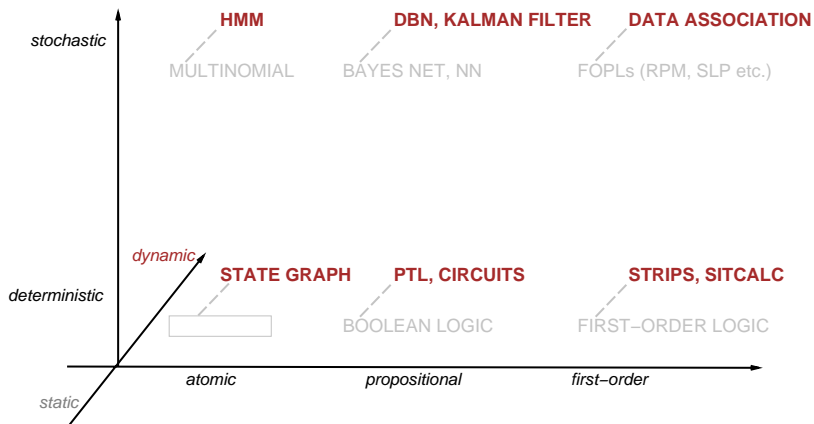 HMM
DBN, KALMAN FILTER
DATA ASSOCIATION
stochastic
MULTINOMIAL
BAYES NET, NN
FOPLs (RPM, SLP etc.)
dynamic
STATE GRAPH
PTL, CIRCUITS
STRIPS, SITCALC
deterministic
BOOLEAN LOGIC
FIRST−ORDER LOGIC
atomic
propositional
first−order
static